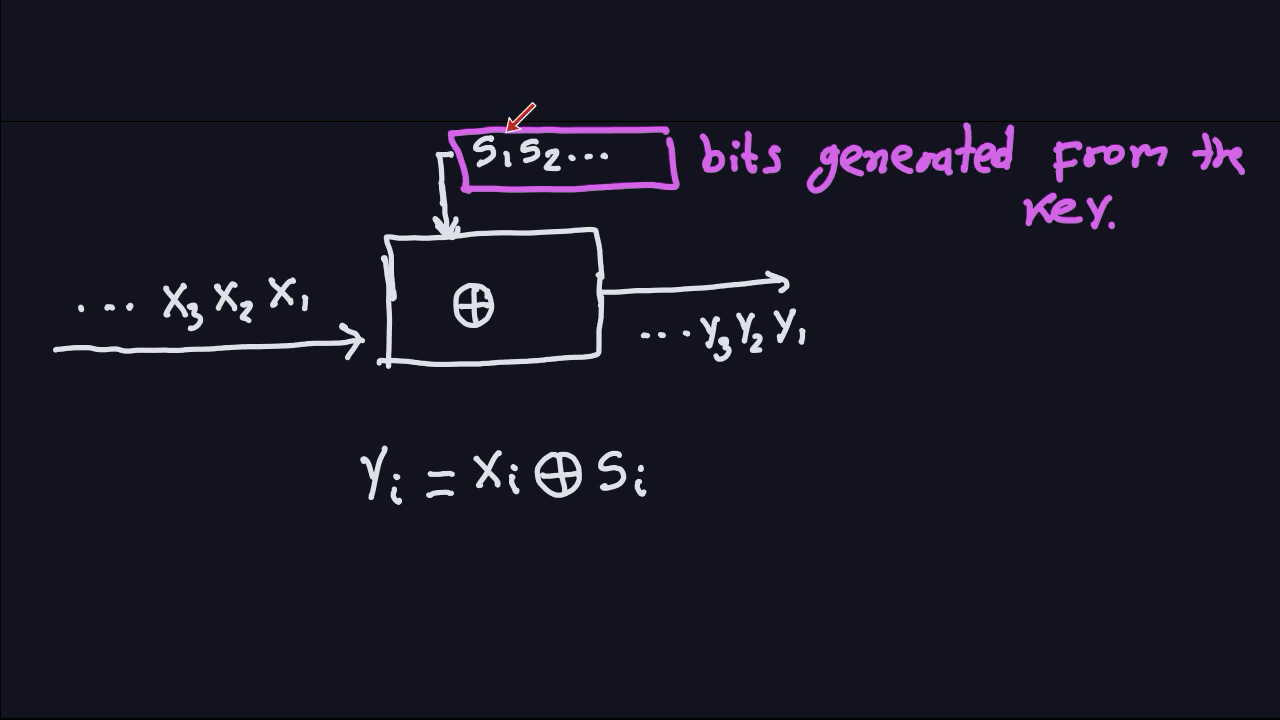 S₁S₂... bits generated from the
key.
... X₃ X₂ X₁
⊕
... Y₃ Y₂ Y₁
Yᵢ = Xᵢ ⊕ Sᵢ